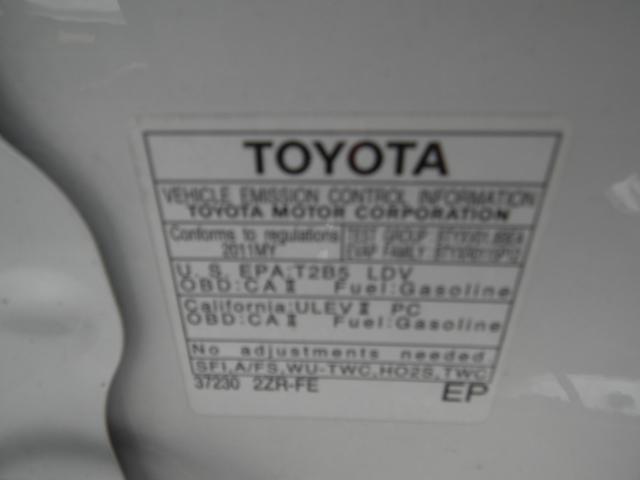 TOYOTA
VEHICLE EMISSION CONTROL INFORMATION
TOYOTA MOTOR CORPORATION
Conforms to regulations
2011MY
TEST GROUP
EVAP FAMILY:
U.S. EPA:T2B5 LDV
OBD:CA II Fuel:Gasoline
California:ULEV II PC
OBD:CA II Fuel:Gasoline
No adjustments needed
SFI,A/FS,WU-TWC,HO2S,TWC
37230 2ZR-FE EP